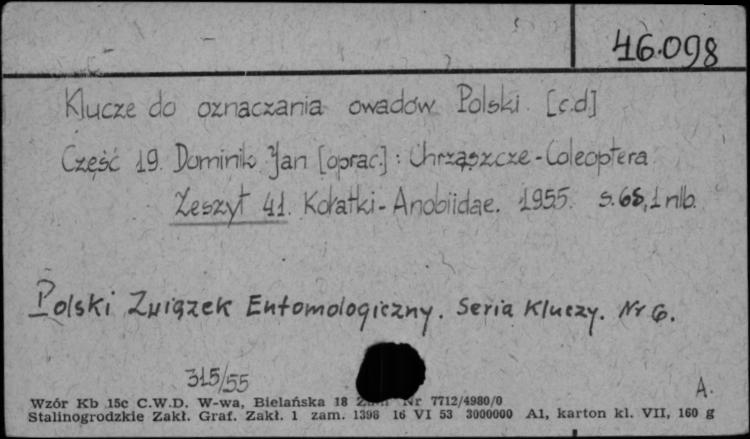 46.098
Klucze do oznaczania owadów Polski. [c.d]
Część 19. Dominik Jan [oprac.]: Chrząszcze - Coleoptera.
Zeszyt 41. Kołatki - Anobiidae. 1955. s. 68, 1 nlb.
Polski Związek Entomologiczny. Seria Kluczy. Nr 6.
315/55
A.
Wzór Kb 15c C.W.D. W-wa, Bielańska 18 Nr 7712/4980/0
Stalinogrodzkie Zakł. Graf. Zakł. 1 zam. 1398 16 VI 53 3000000 A1, karton kl. VII, 160 g